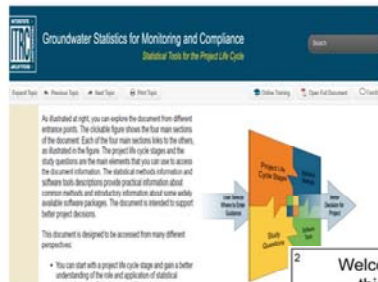 INTERSTATE
ITRC
Groundwater Statistics for Monitoring and Compliance
Statistical Tools for the Project Life Cycle
Search
Expand Topic
Previous Topic
Next Topic
Print Topic
Online Training
Open Full Document
As illustrated at right, you can explore the document from different
entrance points. The clickable figure shows the four main sections
of the document. Each of the four main sections links to the others,
as illustrated in the figure. The project life cycle stages and the
study questions are the main elements that you can use to access
the document information. The statistical methods information and
software tools descriptions provide practical information about
common methods and introductory information about some widely
available software packages. The document is intended to support
better project decisions.
This document is designed to be accessed from many different
perspectives:
• You can start with a project life cycle stage and gain a better
understanding of the role and application of statistical
Project Life
Cycle Stages
Study
Questions
Where to Enter
Guidance
Decision for
Project
2
Welco